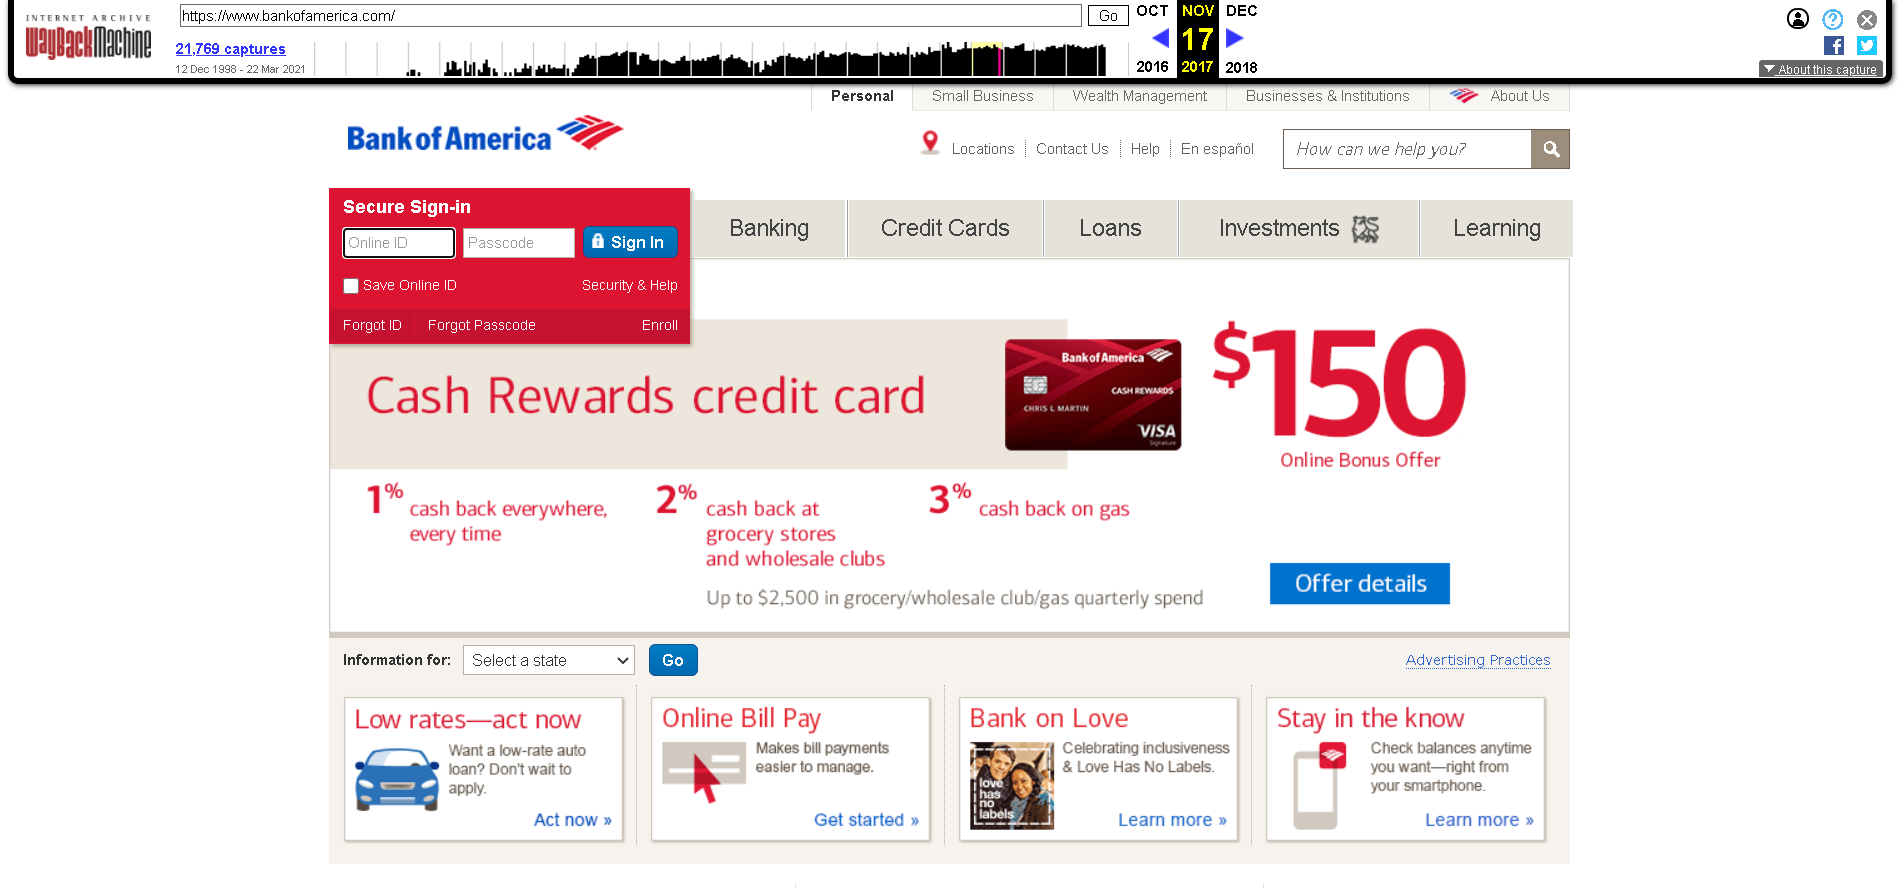 INTERNET ARCHIVE
WayBackMachine
https://www.bankofamerica.com/
Go
OCT NOV DEC
21,769 captures
17
12 Dec 1998 - 22 Mar 2021
2016 2017 2018
About this capture
Personal Small Business Wealth Management Businesses & Institutions About Us
Bank of America
Locations Contact Us Help En español
How can we help you?
Secure Sign-in
Online ID Passcode Sign In
Save Online ID Security & Help
Forgot ID Forgot Passcode Enroll
Banking Credit Cards Loans Investments Learning
Cash Rewards credit card
Bank of America
CASH REWARDS
CHRIS L MARTIN
VISA
Signature
$150
Online Bonus Offer
1% cash back everywhere,
every time
2% cash back at
grocery stores
and wholesale clubs
3% cash back on gas
Up to $2,500 in grocery/wholesale club/gas quarterly spend
Offer details
Information for: Select a state Go
Advertising Practices
Low rates—act now
Want a low-rate auto
loan? Don't wait to
apply.
Act now »
Online Bill Pay
Makes bill payments
easier to manage.
Get started »
Bank on Love
love
has
no
labels
Celebrating inclusiveness
& Love Has No Labels.
Learn more »
Stay in the know
Check balances anytime
you want—right from
your smartphone.
Learn more »